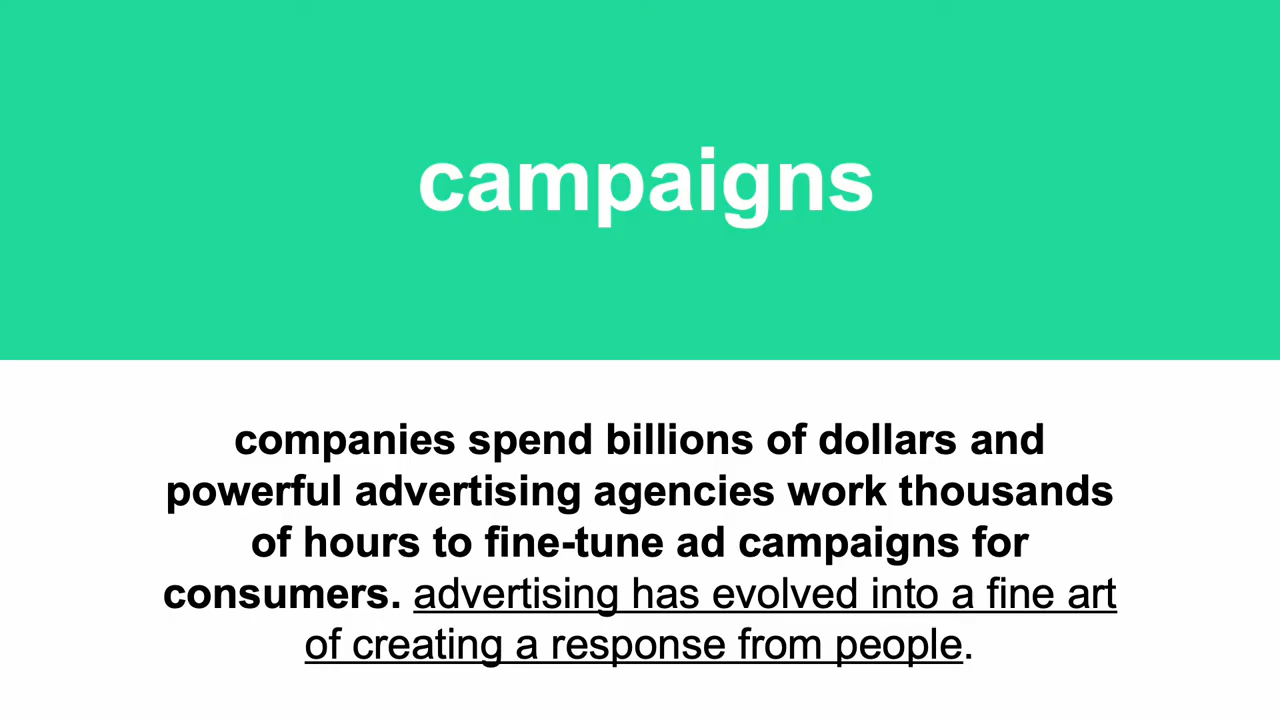 campaigns
companies spend billions of dollars and
powerful advertising agencies work thousands
of hours to fine-tune ad campaigns for
consumers. advertising has evolved into a fine art
of creating a response from people.